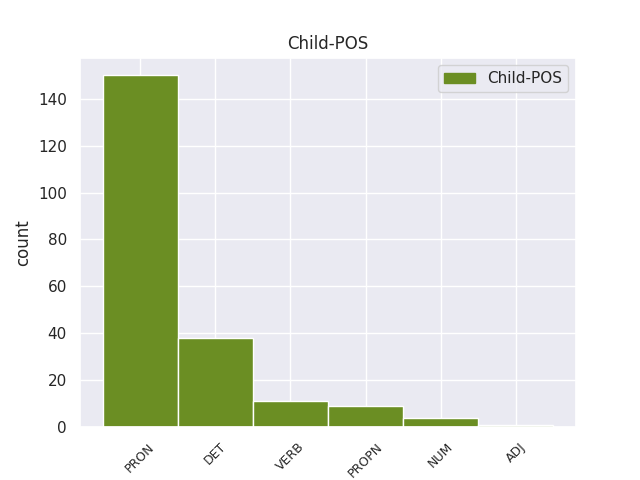 Child-POS
Child-POS
140
120
100
80
60
40
20
0
count
PRON
DET
VERB
PROPN
NUM
ADJ